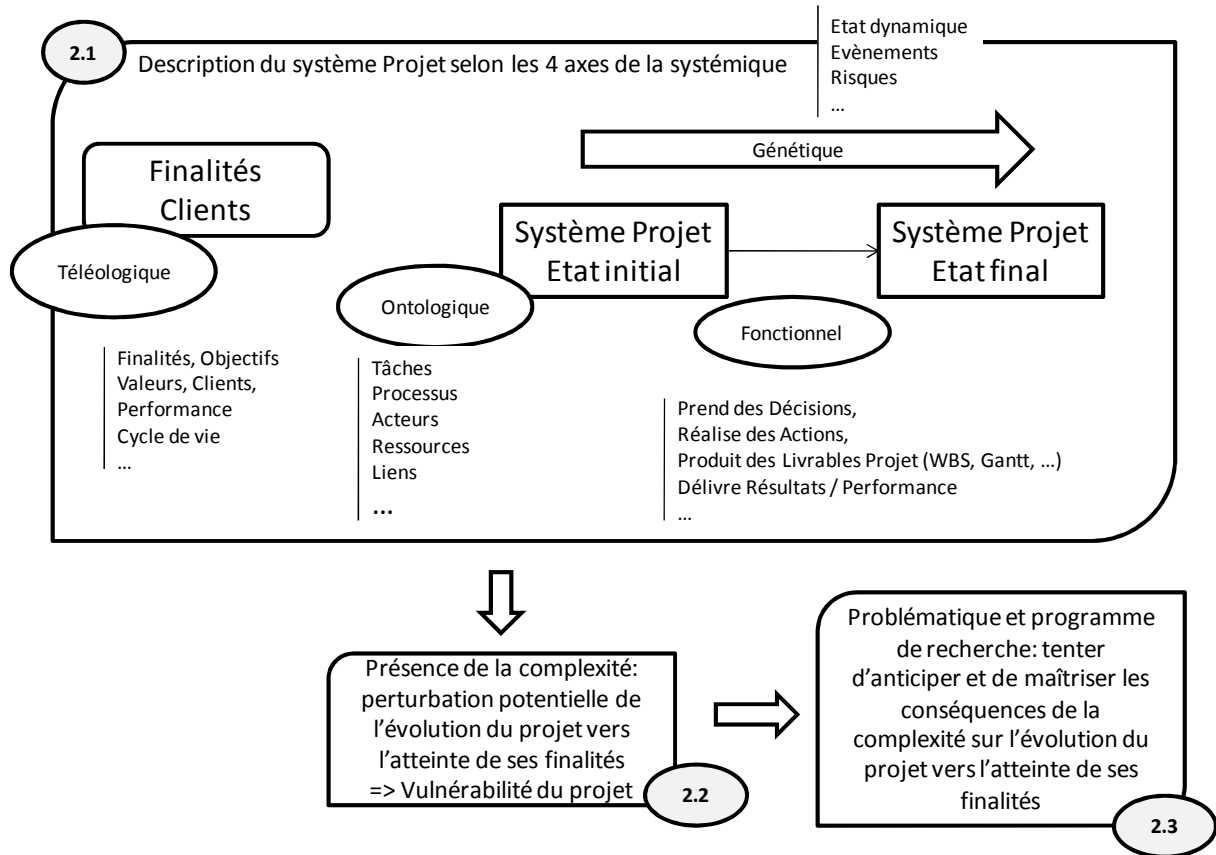 2.1
Description du système Projet selon les 4 axes de la systémique
Etat dynamique
Evènements
Risques
...
Génétique
Finalités
Clients
Téléologique
Finalités, Objectifs
Valeurs, Clients,
Performance
Cycle de vie
...
Système Projet
Etat initial
Ontologique
Tâches
Processus
Acteurs
Ressources
Liens
...
Système Projet
Etat final
Fonctionnel
Prend des Décisions,
Réalise des Actions,
Produit des Livrables Projet (WBS, Gantt, ...)
Délivre Résultats / Performance
...
Présence de la complexité:
perturbation potentielle de
l’évolution du projet vers
l’atteinte de ses finalités
=> Vulnérabilité du projet
2.2
Problématique et programme
de recherche: tenter
d’anticiper et de maîtriser les
conséquences de la
complexité sur l’évolution du
projet vers l’atteinte de ses
finalités
2.3